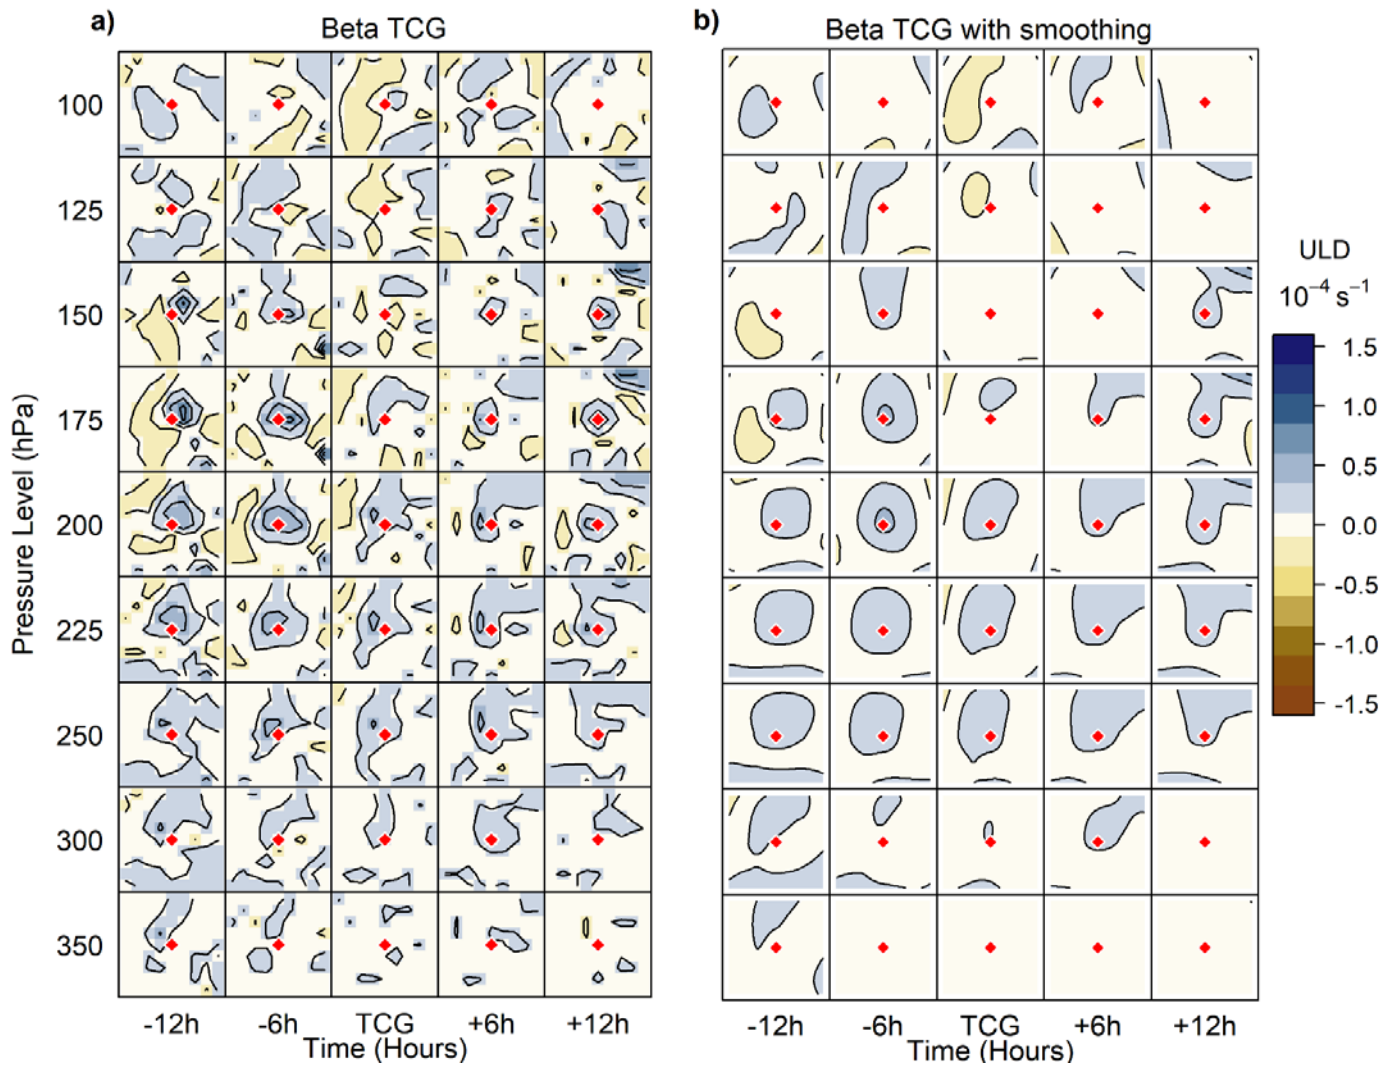 a)
Beta TCG
b)
Beta TCG with smoothing
Pressure Level (hPa)
100
125
150
175
200
225
250
300
350
-12h
-6h
TCG
+6h
+12h
Time (Hours)
-12h
-6h
TCG
+6h
+12h
Time (Hours)
ULD
10⁻⁴ s⁻¹
1.5
1.0
0.5
0.0
-0.5
-1.0
-1.5